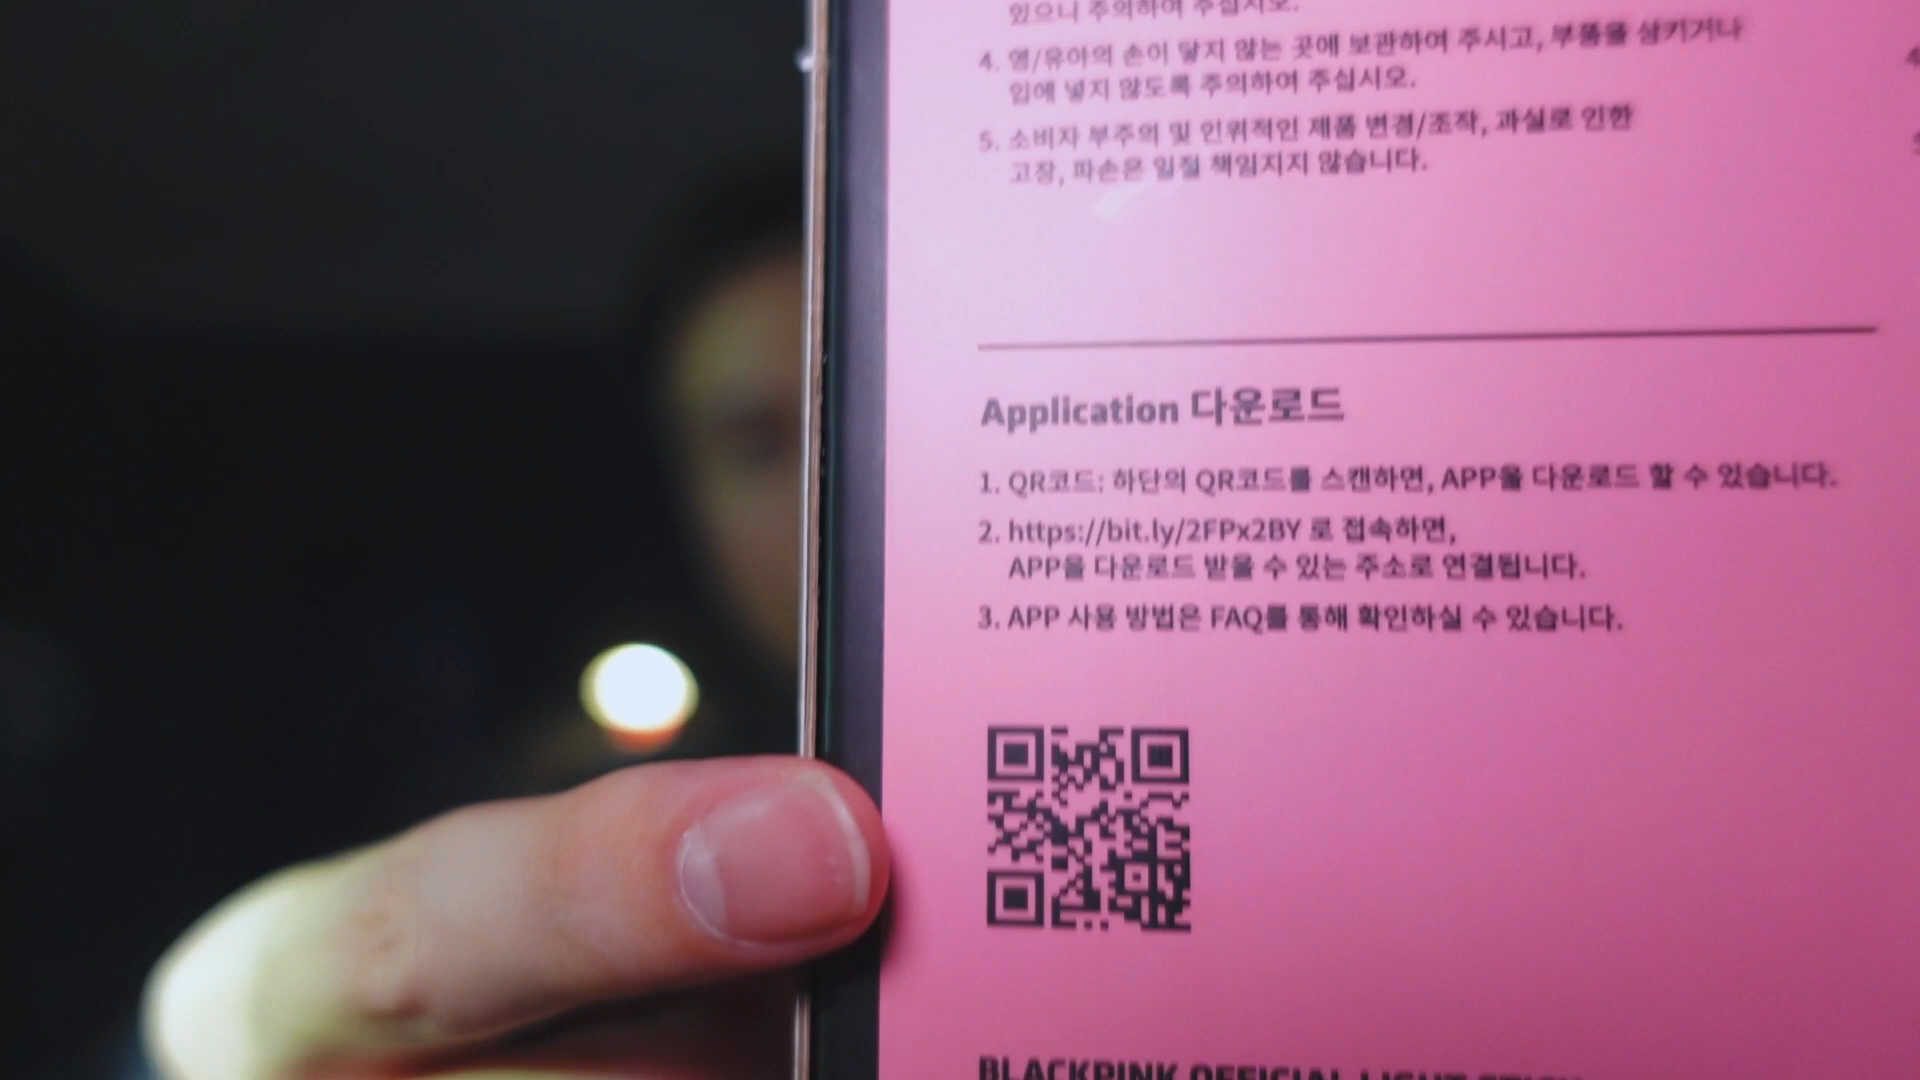 있으니 주의하여 주십시오.
4. 영/유아의 손이 닿지 않는 곳에 보관하여 주시고, 부품을 삼키거나
입에 넣지 않도록 주의하여 주십시오.
5. 소비자 부주의 및 인위적인 제품 변경/조작, 과실로 인한
고장, 파손은 일절 책임지지 않습니다.
Application 다운로드
1. QR코드: 하단의 QR코드를 스캔하면, APP을 다운로드 할 수 있습니다.
2. https://bit.ly/2FPx2BY 로 접속하면,
APP을 다운로드 받을 수 있는 주소로 연결됩니다.
3. APP 사용 방법은 FAQ를 통해 확인하실 수 있습니다.
BLACKPINK OFFICIAL LIGHT STICK